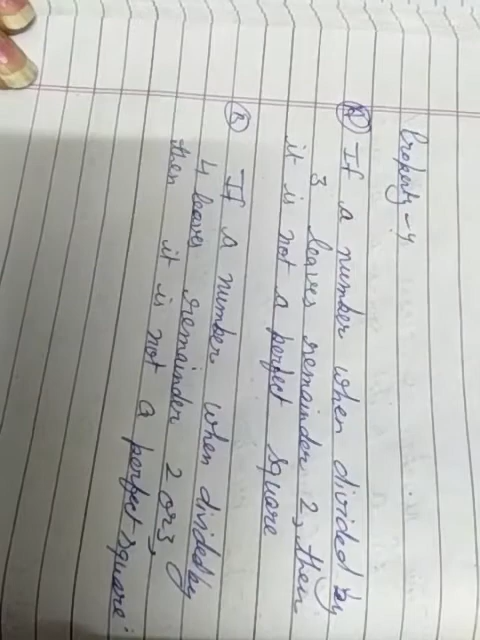 Property-4
(A) If a number when divided by
3 leaves remainder 2, then
it is not a perfect square
(B) If a number when divided by
4 leaves remainder 2 or 3,
then it is not a perfect square.